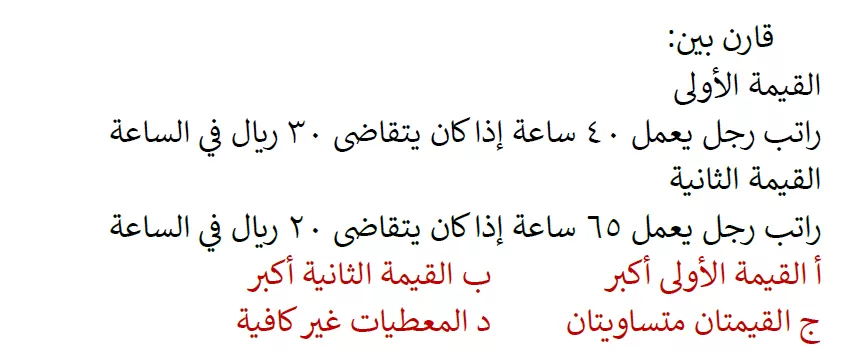 قارن بين:
القيمة الأولى
راتب رجل يعمل ٤٠ ساعة إذا كان يتقاضى ٣٠ ريال في الساعة
القيمة الثانية
راتب رجل يعمل ٦٥ ساعة إذا كان يتقاضى ٢٠ ريال في الساعة
أ القيمة الأولى أكبر ب القيمة الثانية أكبر
ج القيمتان متساويتان د المعطيات غير كافية